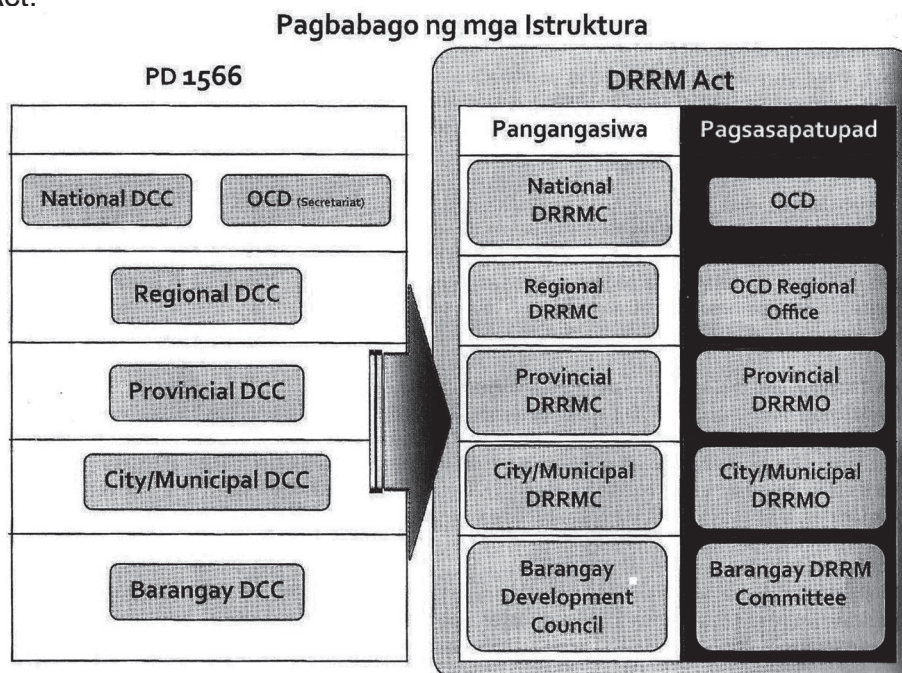 Act.
Pagbabago ng mga Istruktura
PD 1566
National DCC
OCD (Secretariat)
Regional DCC
Provincial DCC
City/Municipal DCC
Barangay DCC
DRRM Act
Pangangasiwa
Pagsasapatupad
National
DRRMC
OCD
Regional
DRRMC
OCD Regional
Office
Provincial
DRRMC
Provincial
DRRMO
City/Municipal
DRRMC
City/Municipal
DRRMO
Barangay
Development
Council
Barangay DRRM
Committee